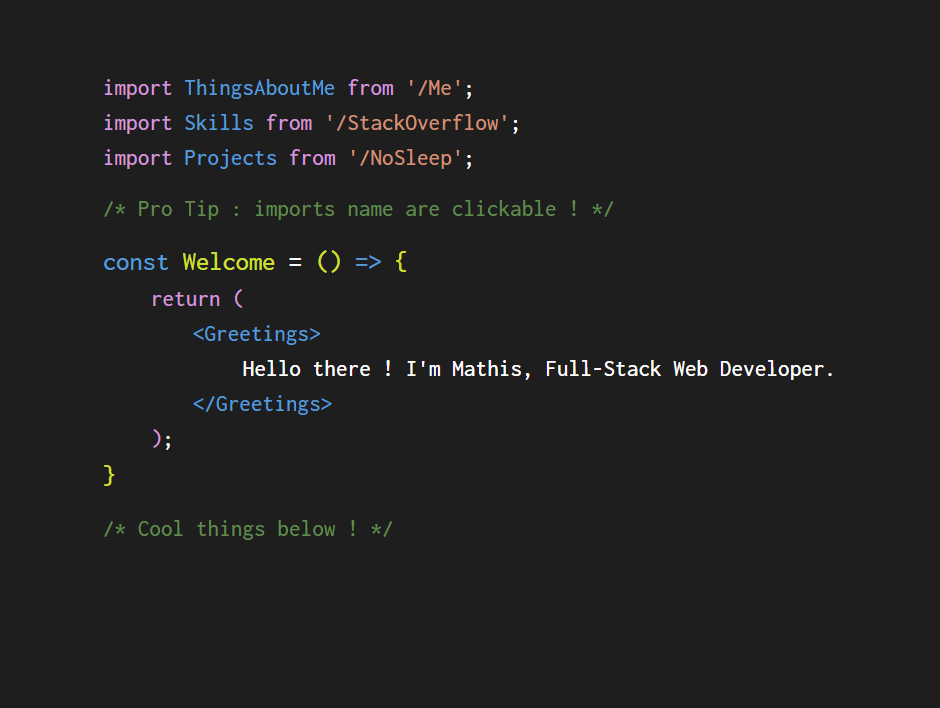 import ThingsAboutMe from '/Me';
import Skills from '/StackOverflow';
import Projects from '/NoSleep';
/* Pro Tip : imports name are clickable ! */
const Welcome = () => {
return (
<Greetings>
Hello there ! I'm Mathis, Full-Stack Web Developer.
</Greetings>
);
}
/* Cool things below ! */